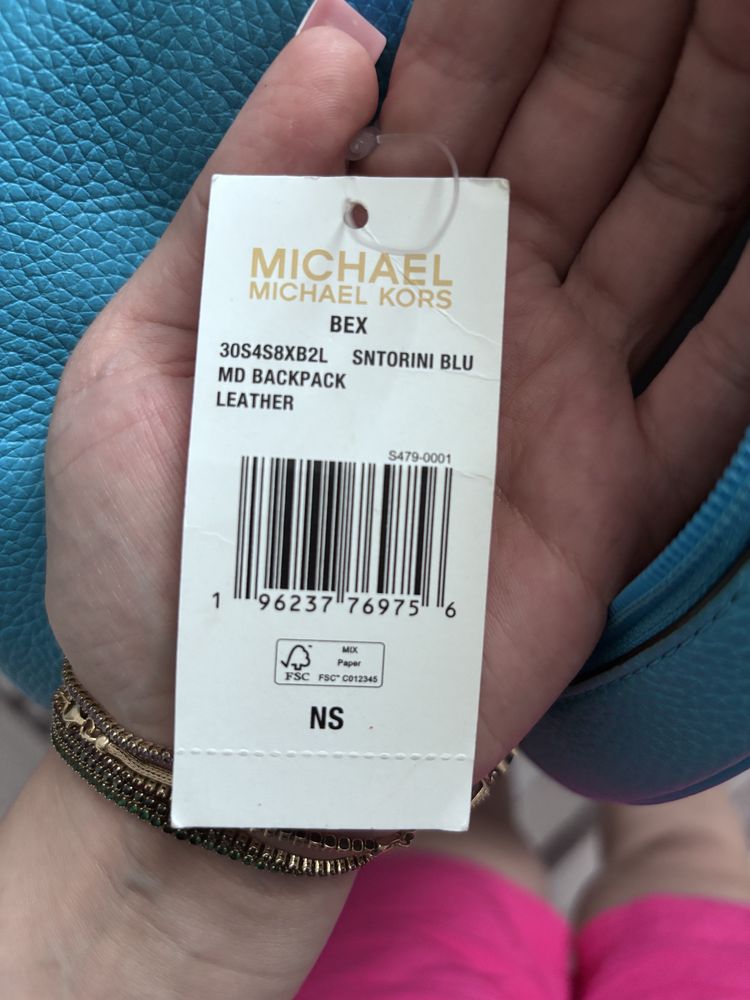 MICHAEL
MICHAEL KORS
BEX
30S4S8XB2L SNTORINI BLU
MD BACKPACK
LEATHER
S479-0001
1 96237 76975 6
MIX
Paper
FSC FSC™ C012345
NS